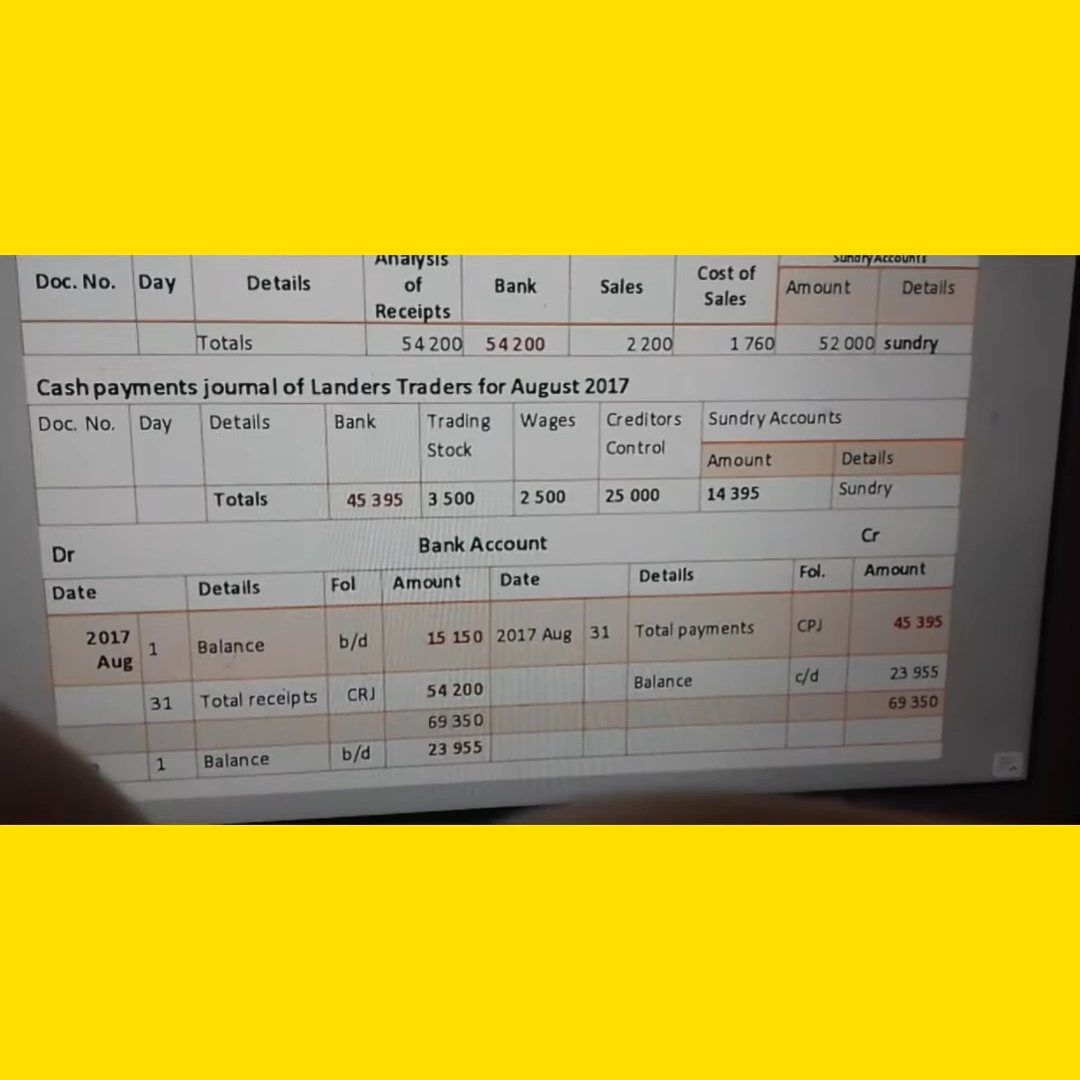 Analysis Sundry Accounts
Doc. No. Day Details of Bank Sales Cost of Amount Details
Receipts Sales
Totals 54 200 54 200 2 200 1 760 52 000 sundry
Cash payments journal of Landers Traders for August 2017
Doc. No. Day Details Bank Trading Wages Creditors Sundry Accounts
Stock Control Amount Details
Totals 45 395 3 500 2 500 25 000 14 395 Sundry
Dr Bank Account Cr
Date Details Fol Amount Date Details Fol. Amount
2017 Aug 1 Balance b/d 15 150 2017 Aug 31 Total payments CPJ 45 395
31 Total receipts CRJ 54 200 Balance c/d 23 955
69 350 69 350
1 Balance b/d 23 955